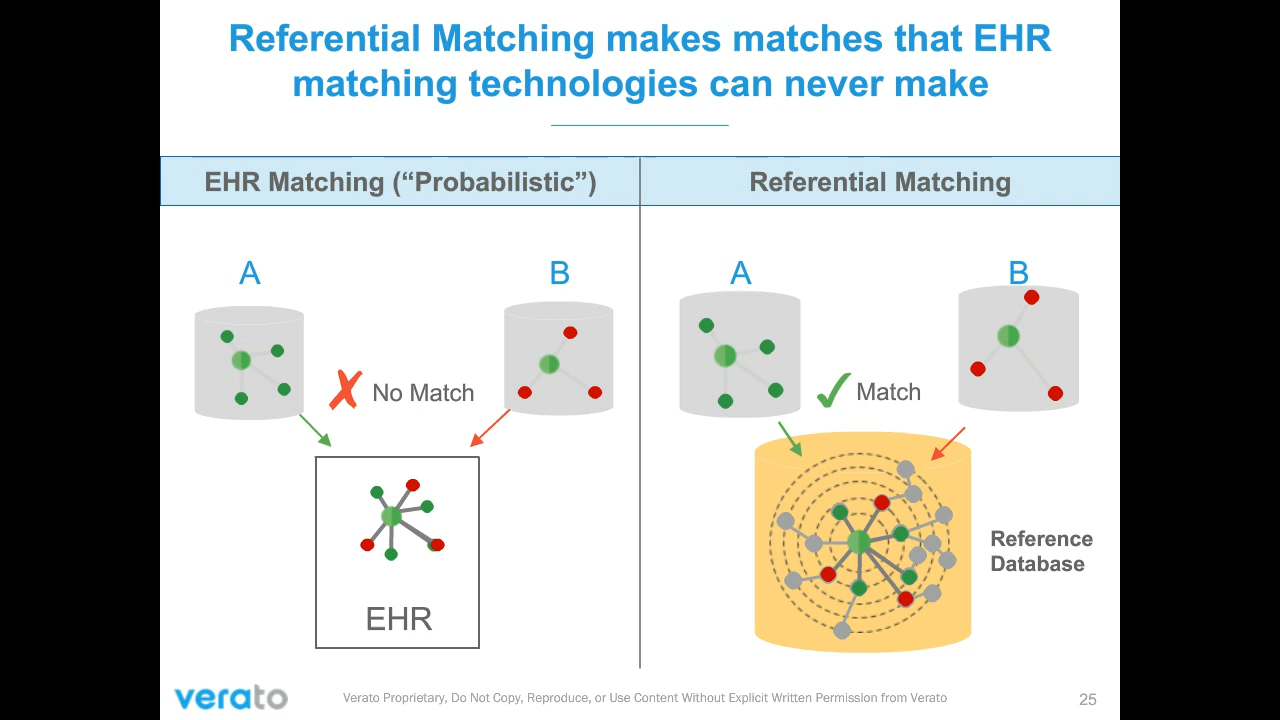 Referential Matching makes matches that EHR
matching technologies can never make
EHR Matching (“Probabilistic”)
Referential Matching
A
B
A
B
No Match
Match
Reference
Database
EHR
verato
Verato Proprietary, Do Not Copy, Reproduce, or Use Content Without Explicit Written Permission from Verato
25